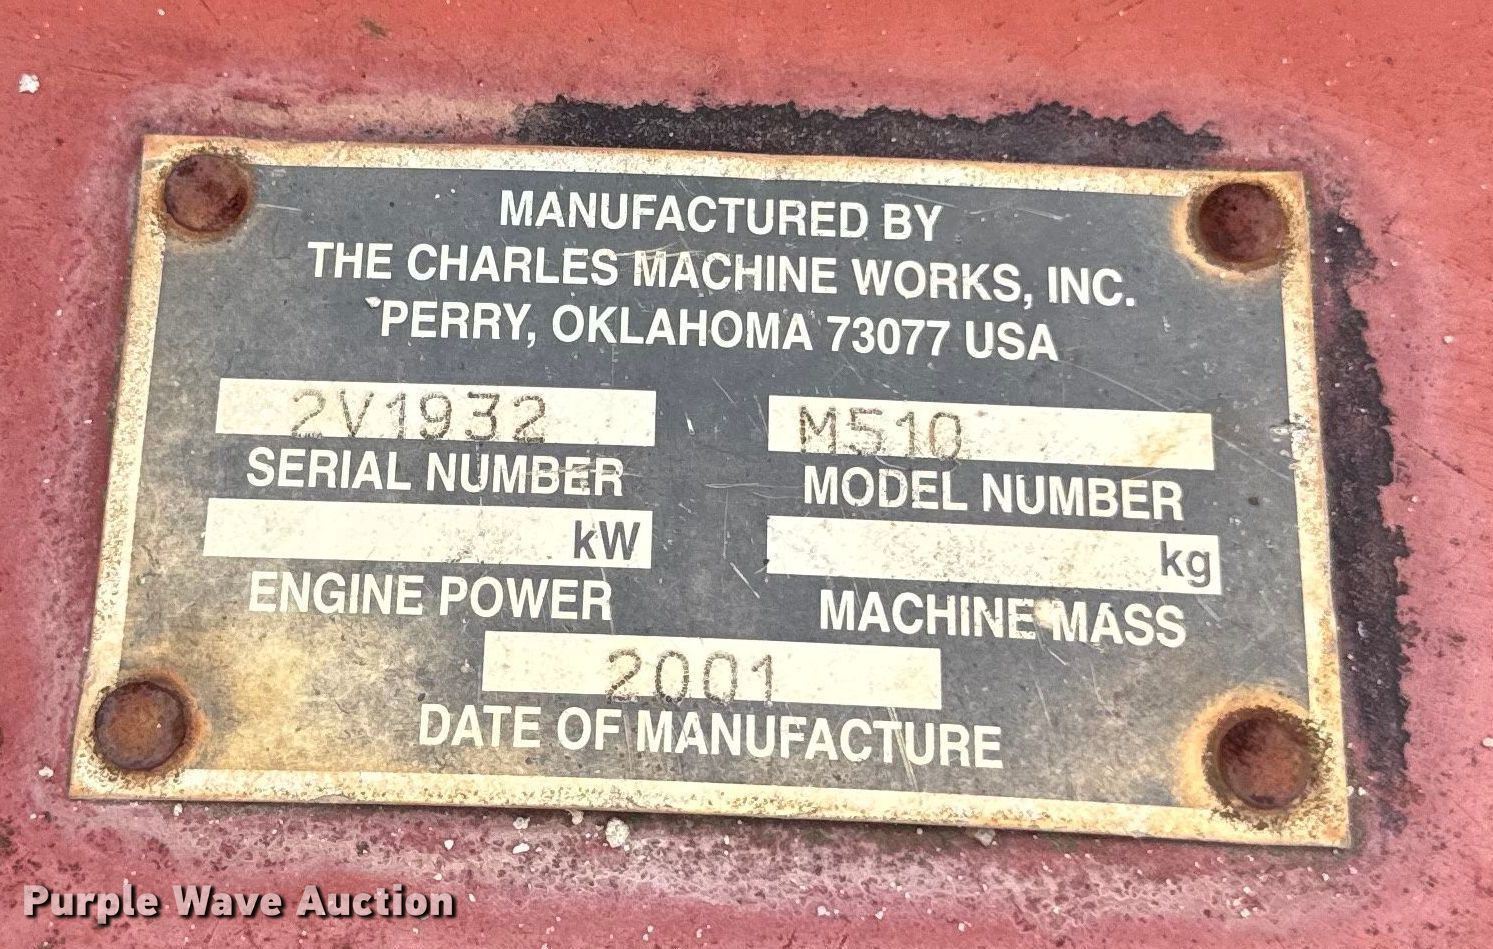 MANUFACTURED BY
THE CHARLES MACHINE WORKS, INC.
PERRY, OKLAHOMA 73077 USA
2V1932
SERIAL NUMBER
M510
MODEL NUMBER
kW
ENGINE POWER
kg
MACHINE MASS
2001
DATE OF MANUFACTURE
Purple Wave Auction